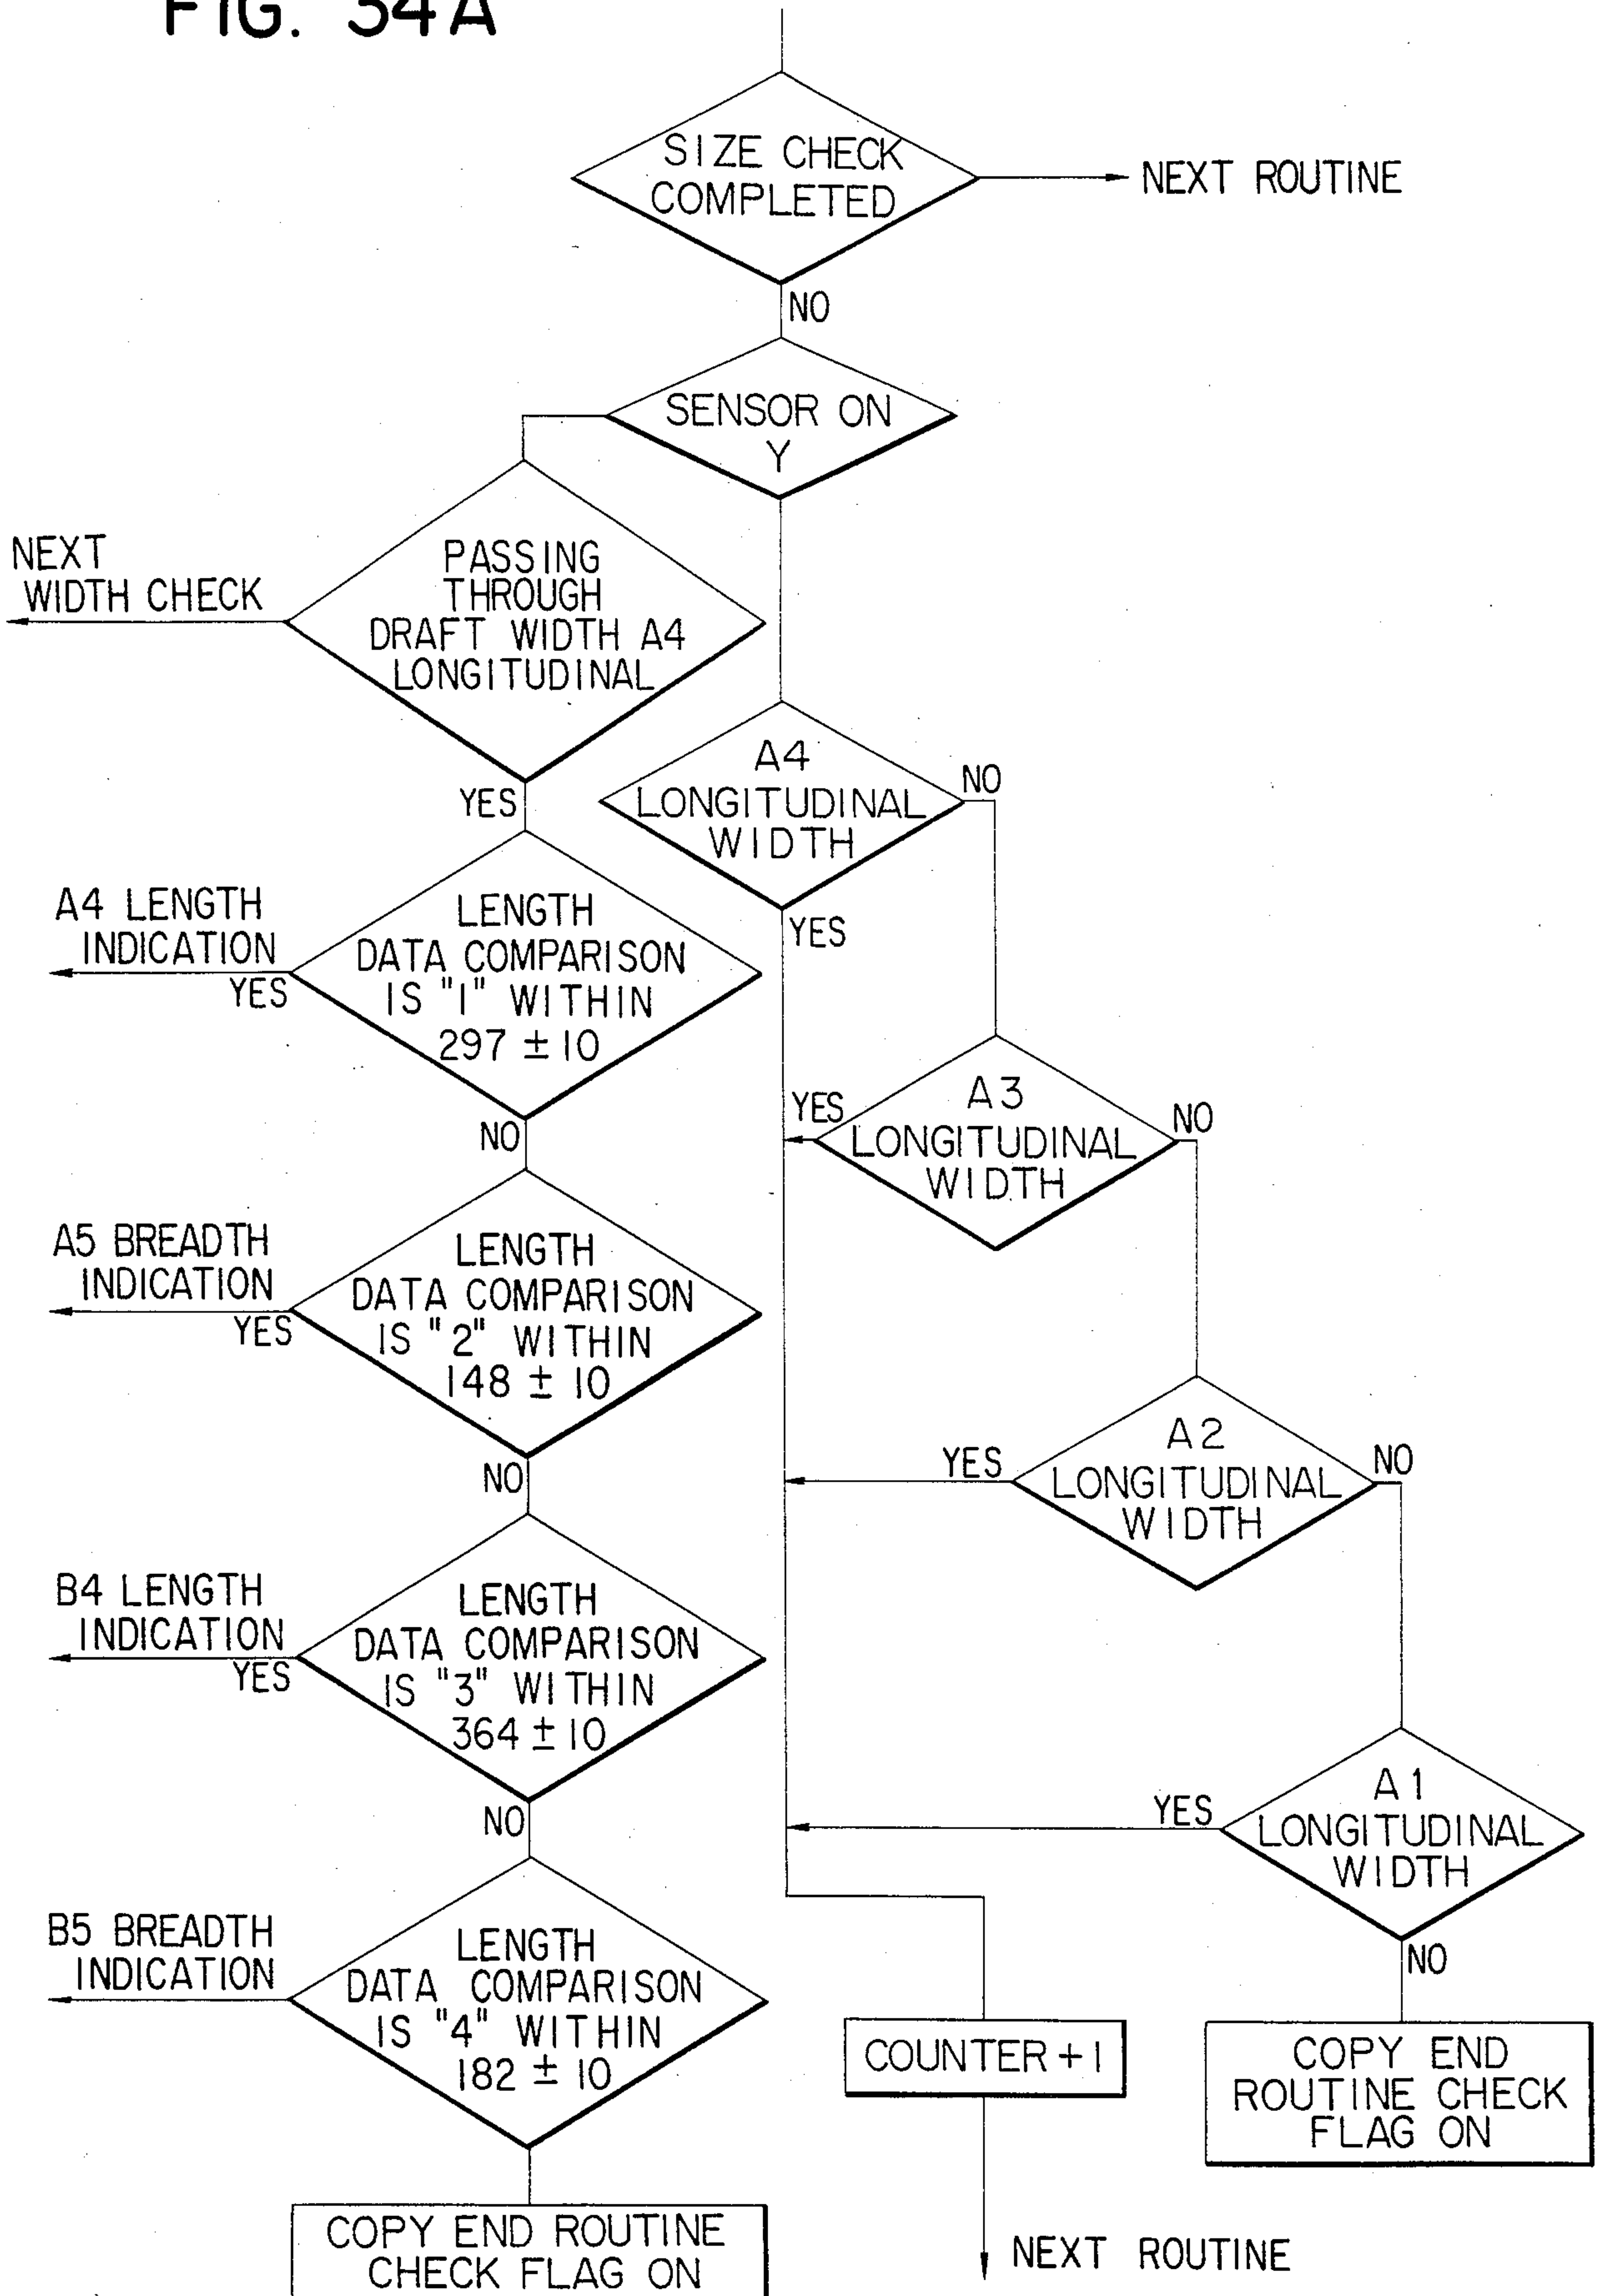 FIG. 34A
SIZE CHECK
COMPLETED
NEXT ROUTINE
NO
SENSOR ON
Y
NEXT
WIDTH CHECK
PASSING
THROUGH
DRAFT WIDTH A4
LONGITUDINAL
YES
A4
LONGITUDINAL
WIDTH
NO
YES
A4 LENGTH
INDICATION
YES
LENGTH
DATA COMPARISON
IS "1" WITHIN
297 ± 10
NO
YES
A3
LONGITUDINAL
WIDTH
NO
A5 BREADTH
INDICATION
YES
LENGTH
DATA COMPARISON
IS "2" WITHIN
148 ± 10
NO
YES
A2
LONGITUDINAL
WIDTH
NO
B4 LENGTH
INDICATION
YES
LENGTH
DATA COMPARISON
IS "3" WITHIN
364 ± 10
NO
YES
A1
LONGITUDINAL
WIDTH
NO
B5 BREADTH
INDICATION
LENGTH
DATA COMPARISON
IS "4" WITHIN
182 ± 10
COUNTER +1
COPY END
ROUTINE CHECK
FLAG ON
COPY END ROUTINE
CHECK FLAG ON
NEXT ROUTINE